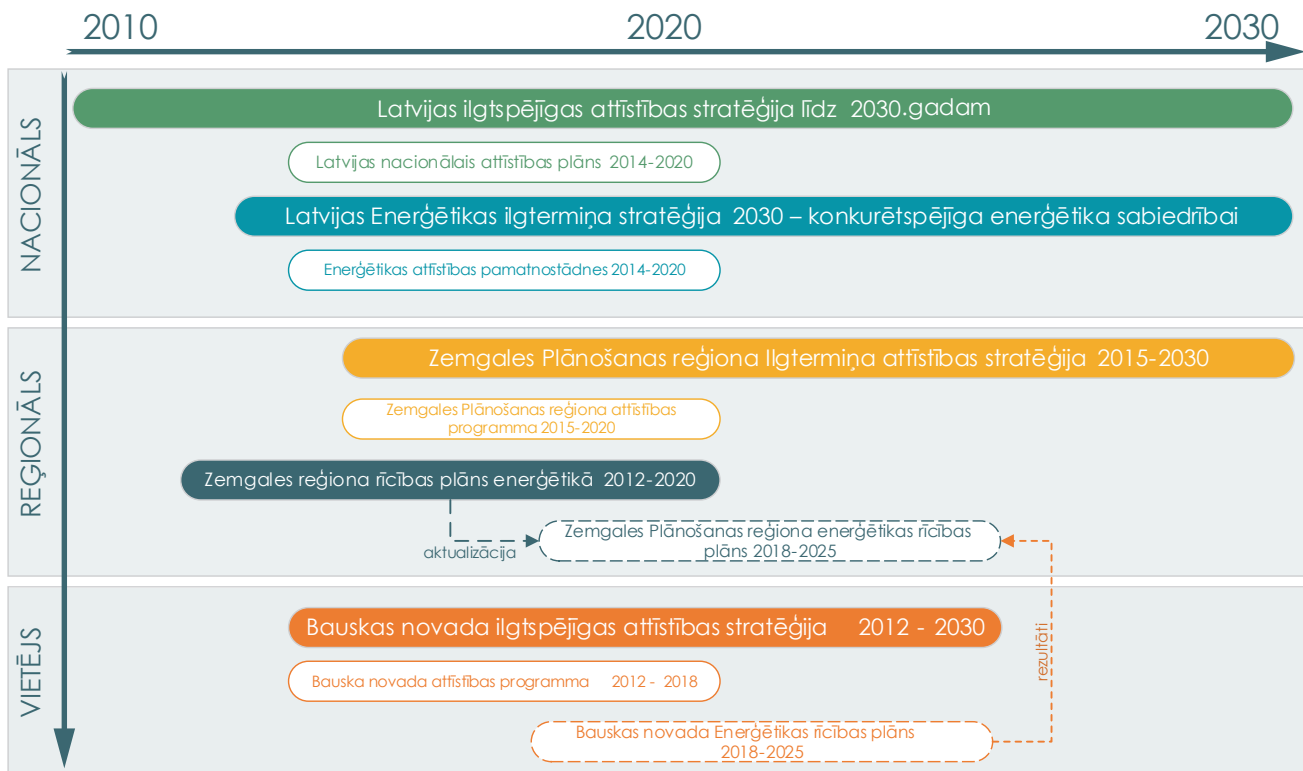 2010 2020 2030
NACIONĀLS
Latvijas ilgtspējīgas attīstības stratēģija līdz 2030.gadam
Latvijas nacionālais attīstības plāns 2014-2020
Latvijas Enerģētikas ilgtermiņa stratēģija 2030 – konkurētspējīga enerģētika sabiedrībai
Enerģētikas attīstības pamatnostādnes 2014-2020
REĢIONĀLS
Zemgales Plānošanas reģiona Ilgtermiņa attīstības stratēģija 2015-2030
Zemgales Plānošanas reģiona attīstības
programma 2015-2020
Zemgales reģiona rīcības plāns enerģētikā 2012-2020
aktualizācija
Zemgales Plānošanas reģiona enerģētikas rīcības
plāns 2018-2025
VIETĒJS
Bauskas novada ilgtspējīgas attīstības stratēģija 2012 - 2030
Bauska novada attīstības programma 2012 - 2018
rezultāti
Bauskas novada Enerģētikas rīcības plāns
2018-2025